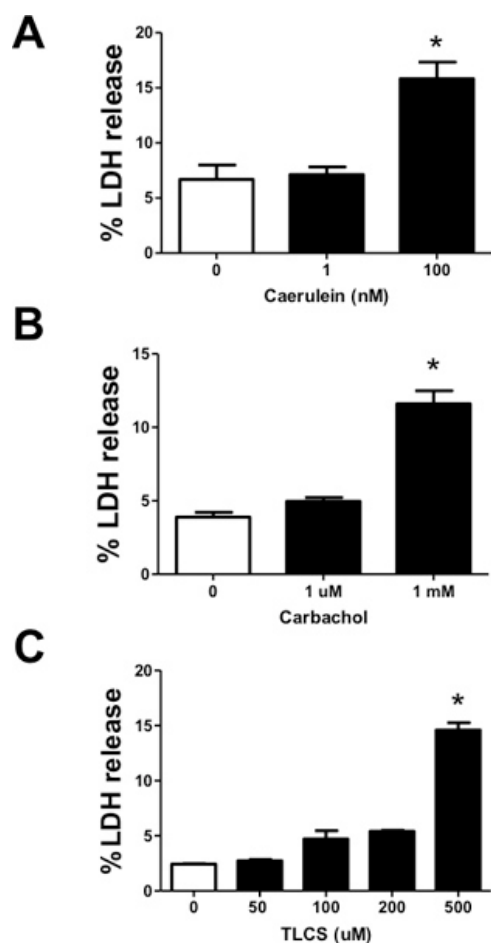 A
% LDH release
20
15
10
5
0
*
0 1 100
Caerulein (nM)
B
% LDH release
15
10
5
0
*
0 1 uM 1 mM
Carbachol
C
% LDH release
20
15
10
5
0
*
0 50 100 200 500
TLCS (uM)